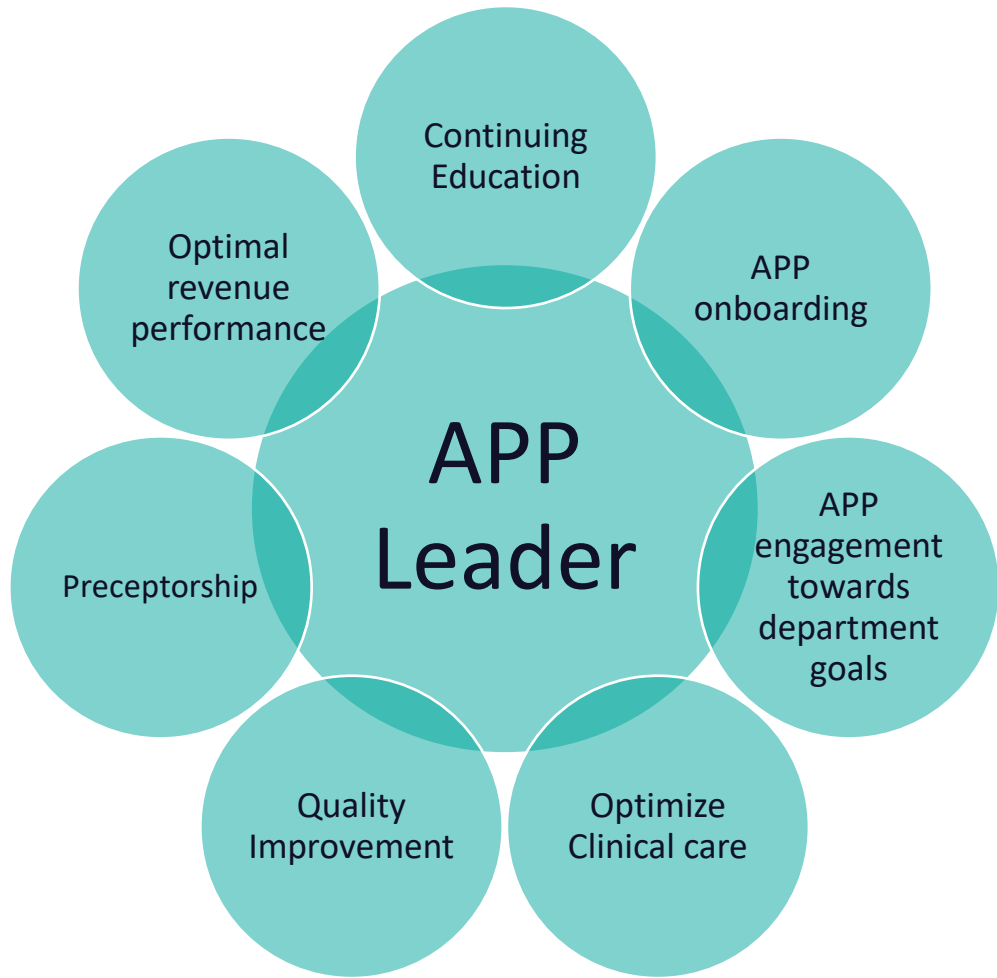 Continuing
Education
APP
onboarding
APP
engagement
towards
department
goals
Optimize
Clinical care
Quality
Improvement
Preceptorship
Optimal
revenue
performance
APP
Leader